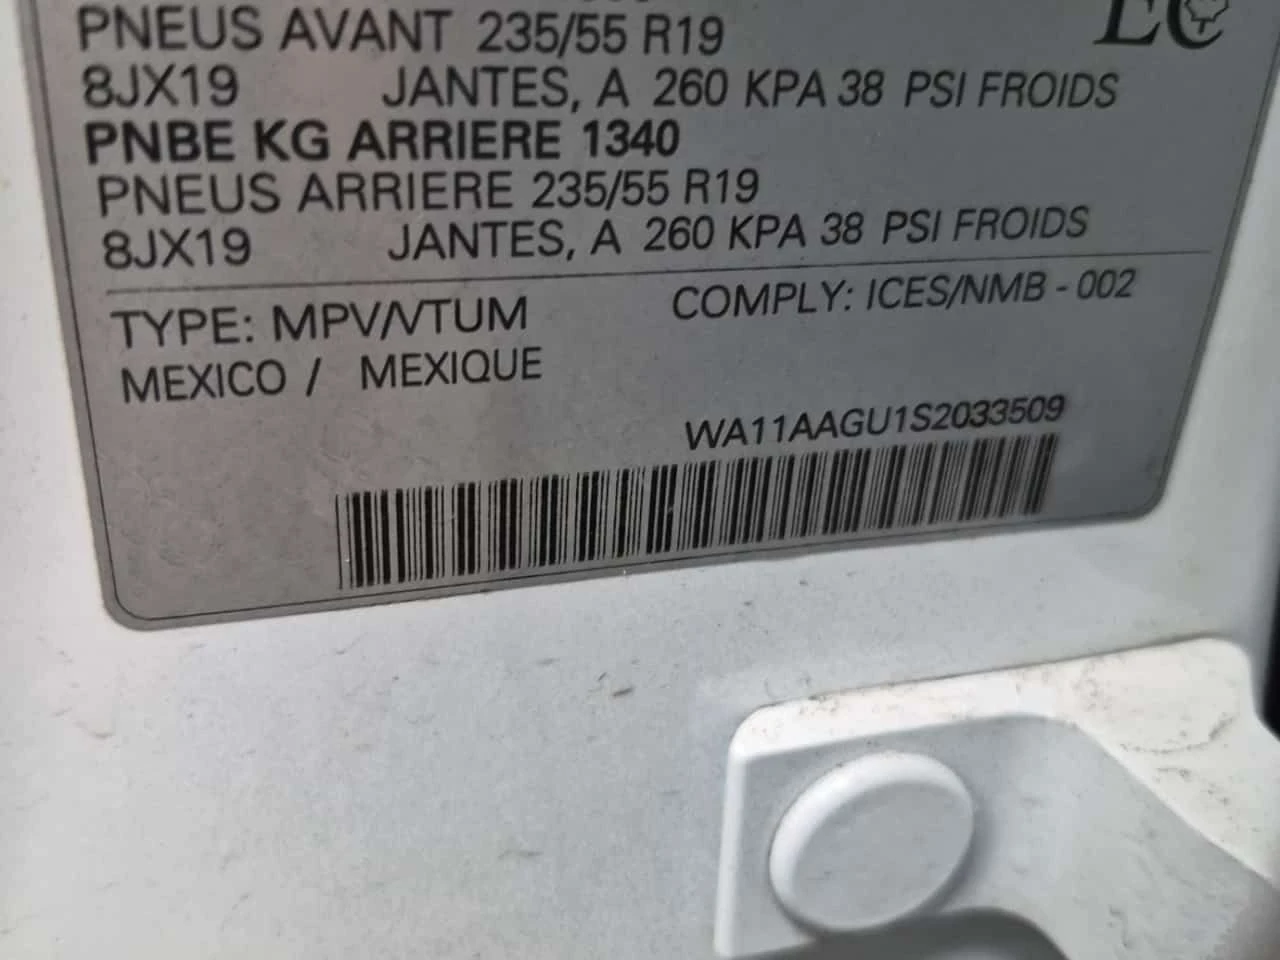 PNEUS AVANT 235/55 R19
8JX19 JANTES, A 260 KPA 38 PSI FROIDS
PNBE KG ARRIERE 1340
PNEUS ARRIERE 235/55 R19
8JX19 JANTES, A 260 KPA 38 PSI FROIDS
TYPE: MPV/VTUM COMPLY: ICES/NMB - 002
MEXICO / MEXIQUE
WA11AAGU1S2033509